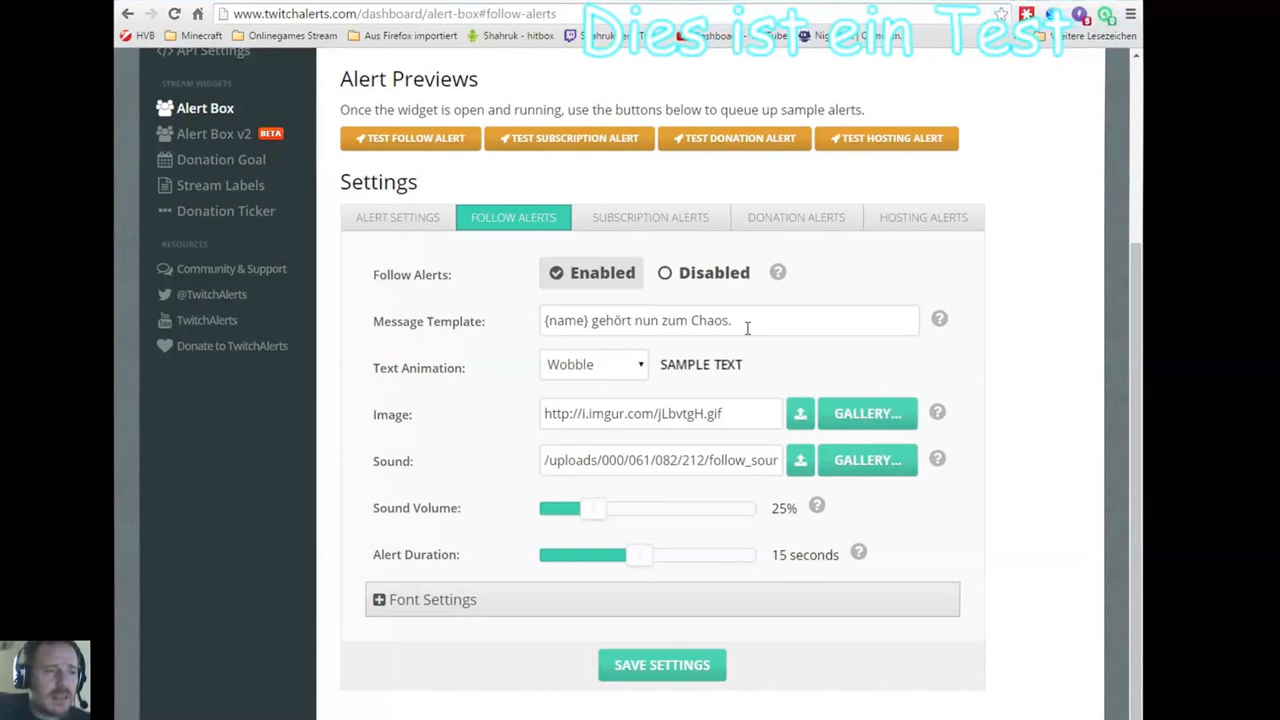 www.twitchalerts.com/dashboard/alert-box#follow-alerts
Dies ist ein Test
HVB
Minecraft
Onlinegames Stream
Aus Firefox importiert
Shahruk - hitbox
Weitere Lesezeichen
API Settings
STREAM WIDGETS
Alert Box
Alert Box v2 BETA
Donation Goal
Stream Labels
Donation Ticker
RESOURCES
Community & Support
@TwitchAlerts
TwitchAlerts
Donate to TwitchAlerts
Alert Previews
Once the widget is open and running, use the buttons below to queue up sample alerts.
TEST FOLLOW ALERT TEST SUBSCRIPTION ALERT TEST DONATION ALERT TEST HOSTING ALERT
Settings
ALERT SETTINGS FOLLOW ALERTS SUBSCRIPTION ALERTS DONATION ALERTS HOSTING ALERTS
Follow Alerts: Enabled Disabled ?
Message Template: {name} gehört nun zum Chaos. ?
Text Animation: Wobble SAMPLE TEXT
Image: http://i.imgur.com/jLbvtgH.gif GALLERY... ?
Sound: /uploads/000/061/082/212/follow_sour GALLERY... ?
Sound Volume: 25% ?
Alert Duration: 15 seconds ?
Font Settings
SAVE SETTINGS